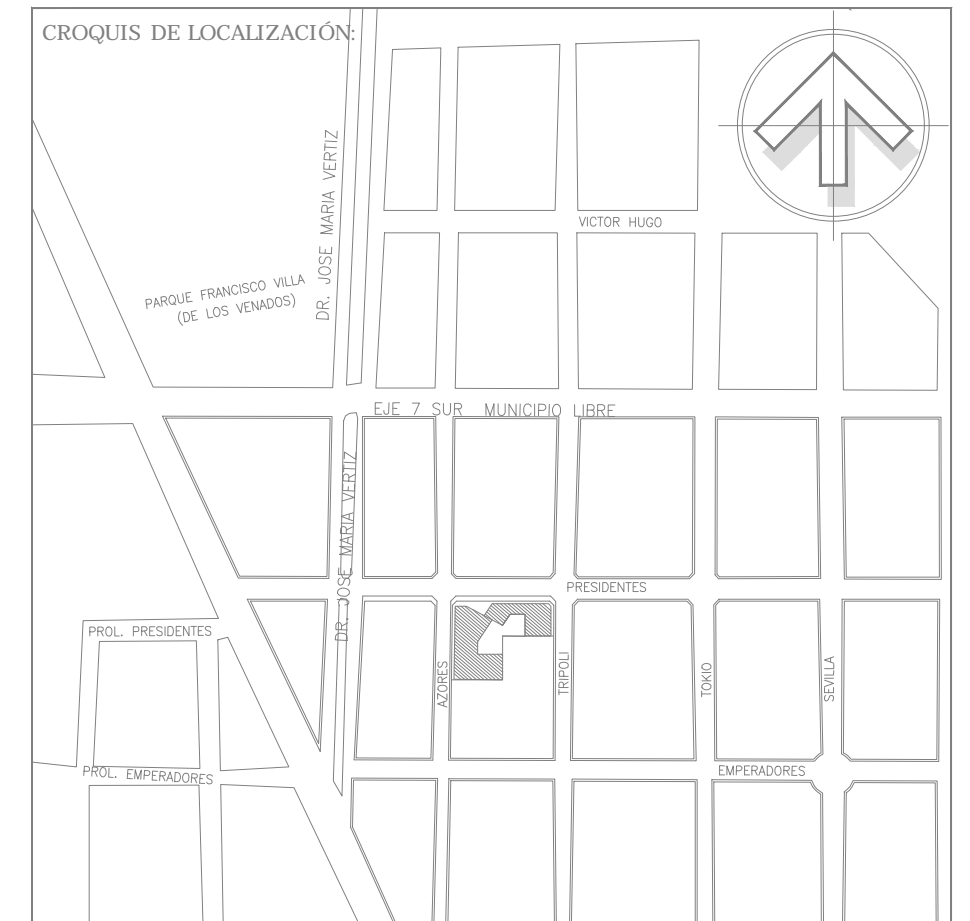 CROQUIS DE LOCALIZACIÓN:
DR. JOSE MARIA VERTIZ
VICTOR HUGO
PARQUE FRANCISCO VILLA
(DE LOS VENADOS)
EJE 7 SUR MUNICIPIO LIBRE
DR. JOSE MARIA VERTIZ
PRESIDENTES
PROL. PRESIDENTES
AZORES
TRIPOLI
TOKIO
SEVILLA
PROL. EMPERADORES
EMPERADORES